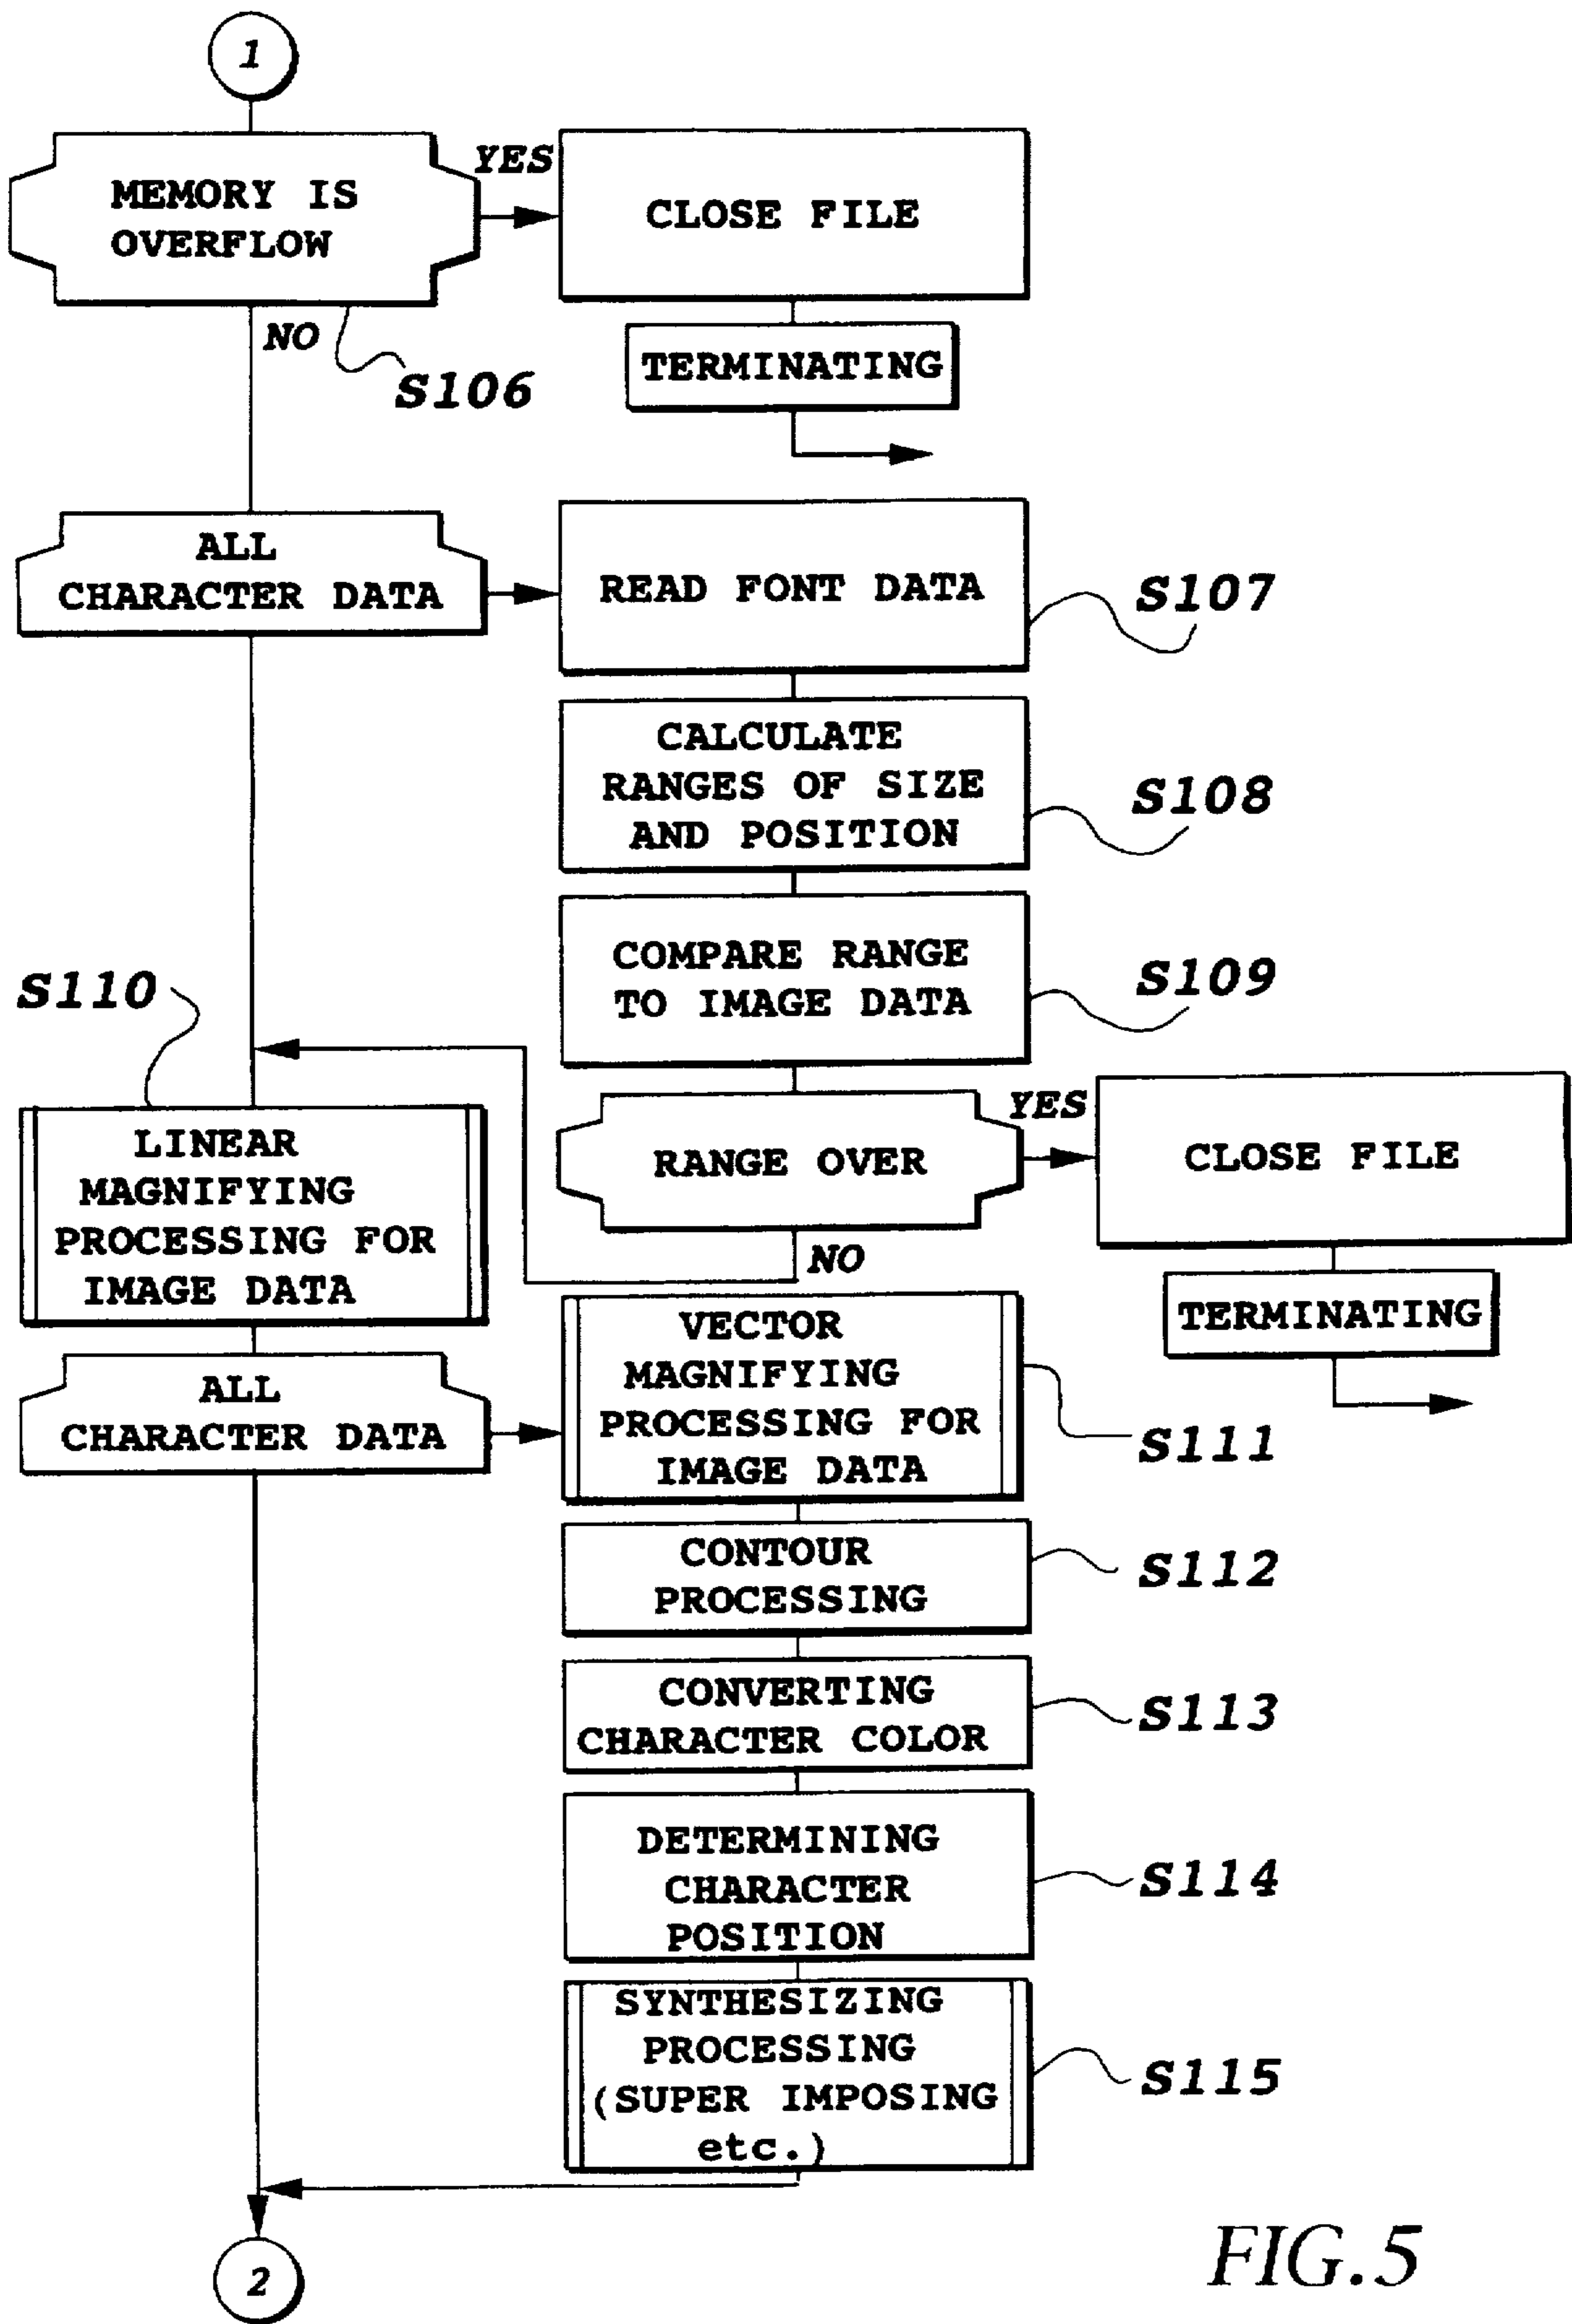 1
MEMORY IS
OVERFLOW
YES
CLOSE FILE
NO
S106
TERMINATING
ALL
CHARACTER DATA
READ FONT DATA
S107
CALCULATE
RANGES OF SIZE
AND POSITION
S108
COMPARE RANGE
TO IMAGE DATA
S109
S110
LINEAR
MAGNIFYING
PROCESSING FOR
IMAGE DATA
RANGE OVER
YES
CLOSE FILE
NO
TERMINATING
ALL
CHARACTER DATA
VECTOR
MAGNIFYING
PROCESSING FOR
IMAGE DATA
S111
CONTOUR
PROCESSING
S112
CONVERTING
CHARACTER COLOR
S113
DETERMINING
CHARACTER
POSITION
S114
SYNTHESIZING
PROCESSING
(SUPER IMPOSING
etc.)
S115
2
FIG.5